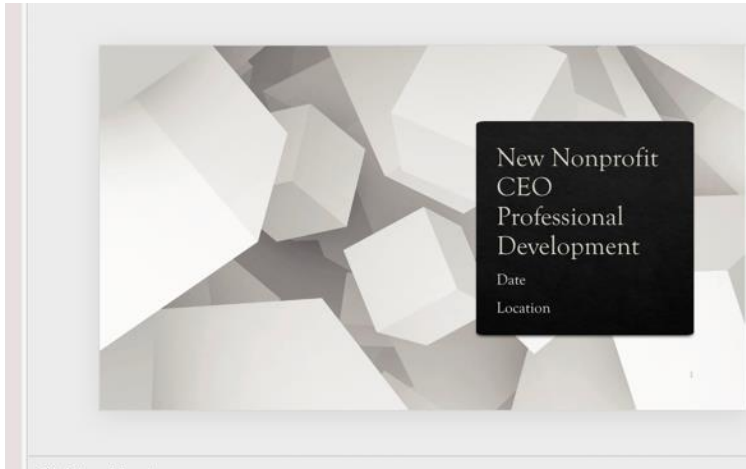 New Nonprofit
CEO
Professional
Development
Date
Location